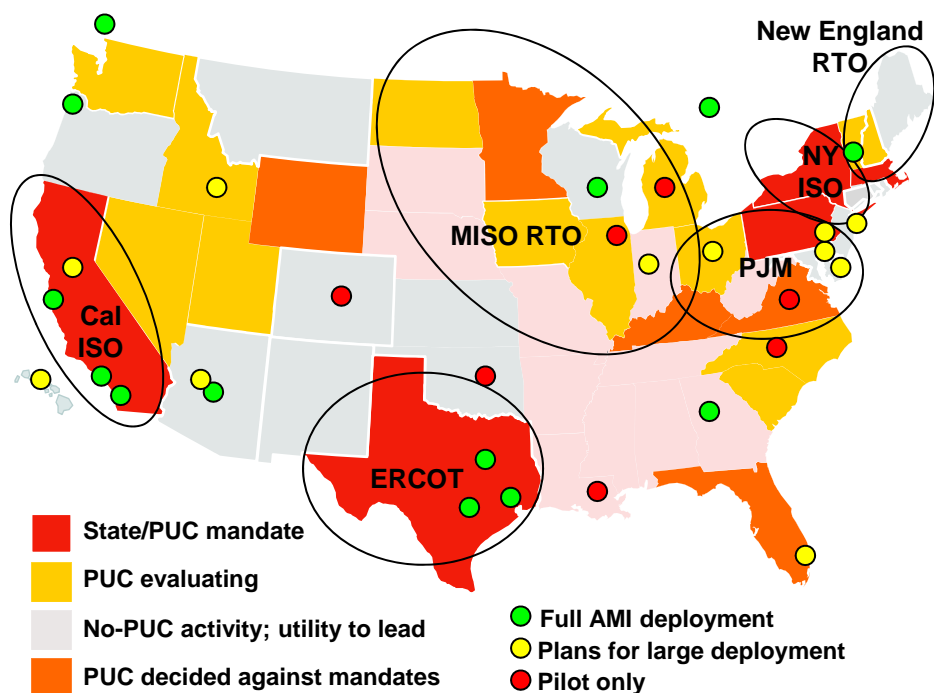 New England
RTO
NY
ISO
MISO RTO
PJM
Cal
ISO
ERCOT
State/PUC mandate
PUC evaluating
No-PUC activity; utility to lead
PUC decided against mandates
Full AMI deployment
Plans for large deployment
Pilot only